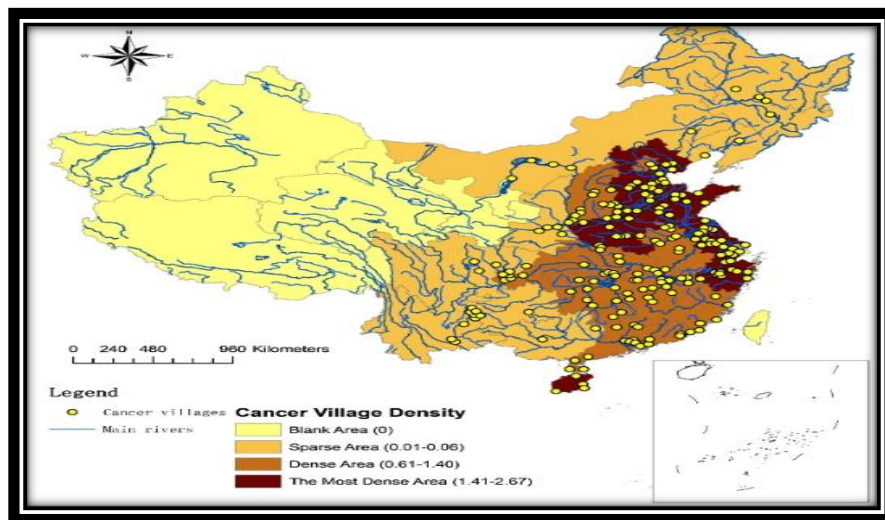 N
W
E
S
0 240 480 960 Kilometers
Legend
Cancer villages
Main rivers
Cancer Village Density
Blank Area (0)
Sparse Area (0.01-0.06)
Dense Area (0.61-1.40)
The Most Dense Area (1.41-2.67)